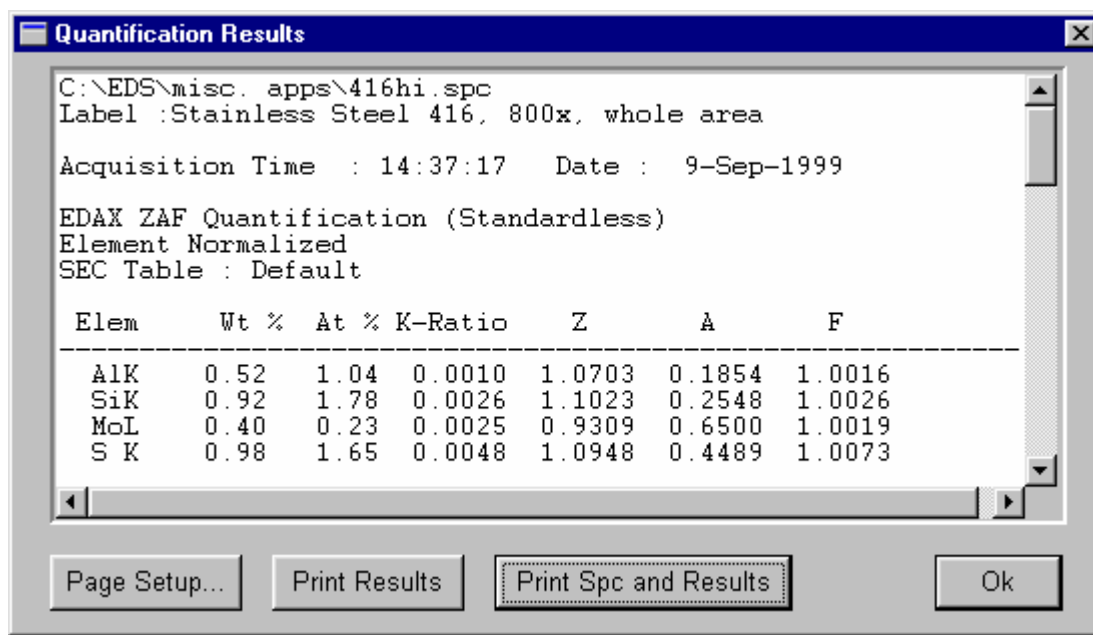 Quantification Results
C:\EDS\misc. apps\416hi.spc
Label :Stainless Steel 416, 800x, whole area
Acquisition Time : 14:37:17 Date : 9-Sep-1999
EDAX ZAF Quantification (Standardless)
Element Normalized
SEC Table : Default
Elem Wt % At % K-Ratio Z A F
AlK 0.52 1.04 0.0010 1.0703 0.1854 1.0016
SiK 0.92 1.78 0.0026 1.1023 0.2548 1.0026
MoL 0.40 0.23 0.0025 0.9309 0.6500 1.0019
S K 0.98 1.65 0.0048 1.0948 0.4489 1.0073
Page Setup... Print Results Print Spc and Results Ok